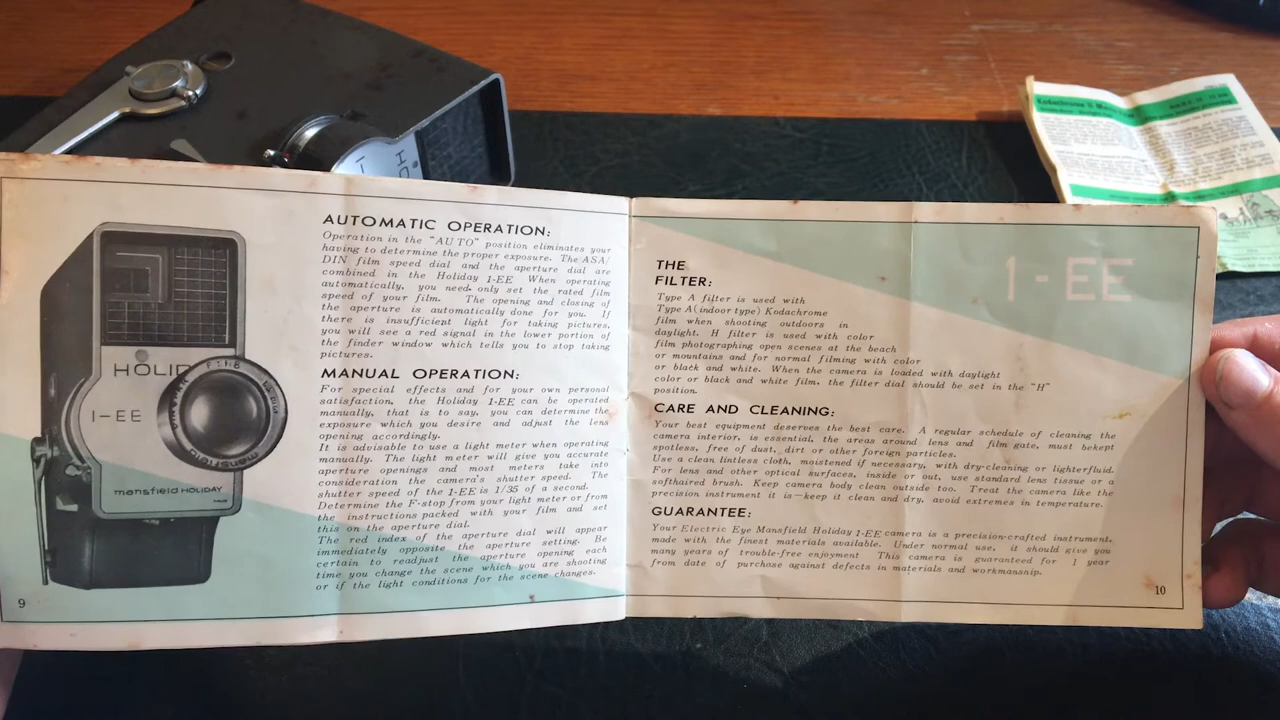 HO
I-
Kodachrome II
AUTOMATIC OPERATION:
Operation in the "AUTO" position eliminates your
having to determine the proper exposure. The ASA/
DIN film speed dial and the aperture dial are
combined in the Holiday 1-EE When operating
automatically, you need only set the rated film
speed of your film. The opening and closing of
the aperture is automatically done for you. If
there is insufficient light for taking pictures,
you will see a red signal in the lower portion of
the finder window which tells you to stop taking
pictures.
MANUAL OPERATION:
For special effects and for your own personal
satisfaction, the Holiday 1-EE can be operated
manually, that is to say, you can determine the
exposure which you desire and adjust the lens
opening accordingly.
It is advisable to use a light meter when operating
manually. The light meter will give you accurate
aperture openings and most meters take into
consideration the camera's shutter speed. The
shutter speed of the 1-EE is 1/35 of a second.
Determine the F-stop from your light meter or from
the instructions packed with your film and set
this on the aperture dial.
The red index of the aperture dial will appear
immediately opposite the aperture setting. Be
certain to readjust the aperture opening each
time you change the scene which you are shooting
or if the light conditions for the scene changes.
HOLID
F:1.8
I-EE
mansfield
mansfield HOLIDAY
9
1-EE
THE
FILTER:
Type A filter is used with
Type A(indoor type) Kodachrome
film when shooting outdoors in
daylight. H filter is used with color
film photographing open scenes at the beach
or mountains and for normal filming with color
or black and white. When the camera is loaded with daylight
color or black and white film, the filter dial should be set in the "H"
position.
CARE AND CLEANING:
Your best equipment deserves the best care. A regular schedule of cleaning the
camera interior, is essential, the areas around lens and film gate, must bekept
spotless, free of dust, dirt or other foreign particles.
Use a clean lintless cloth, moistened if necessary, with dry-cleaning or lighterfluid.
For lens and other optical surfaces, inside or out, use standard lens tissue or a
softhaired brush. Keep camera body clean outside too. Treat the camera like the
precision instrument it is—keep it clean and dry, avoid extremes in temperature.
GUARANTEE:
Your Electric Eye Mansfield Holiday 1-EE camera is a precision-crafted instrument,
made with the finest materials available. Under normal use, it should give you
many years of trouble-free enjoyment This camera is guaranteed for 1 year
from date of purchase against defects in materials and workmansnip.
10